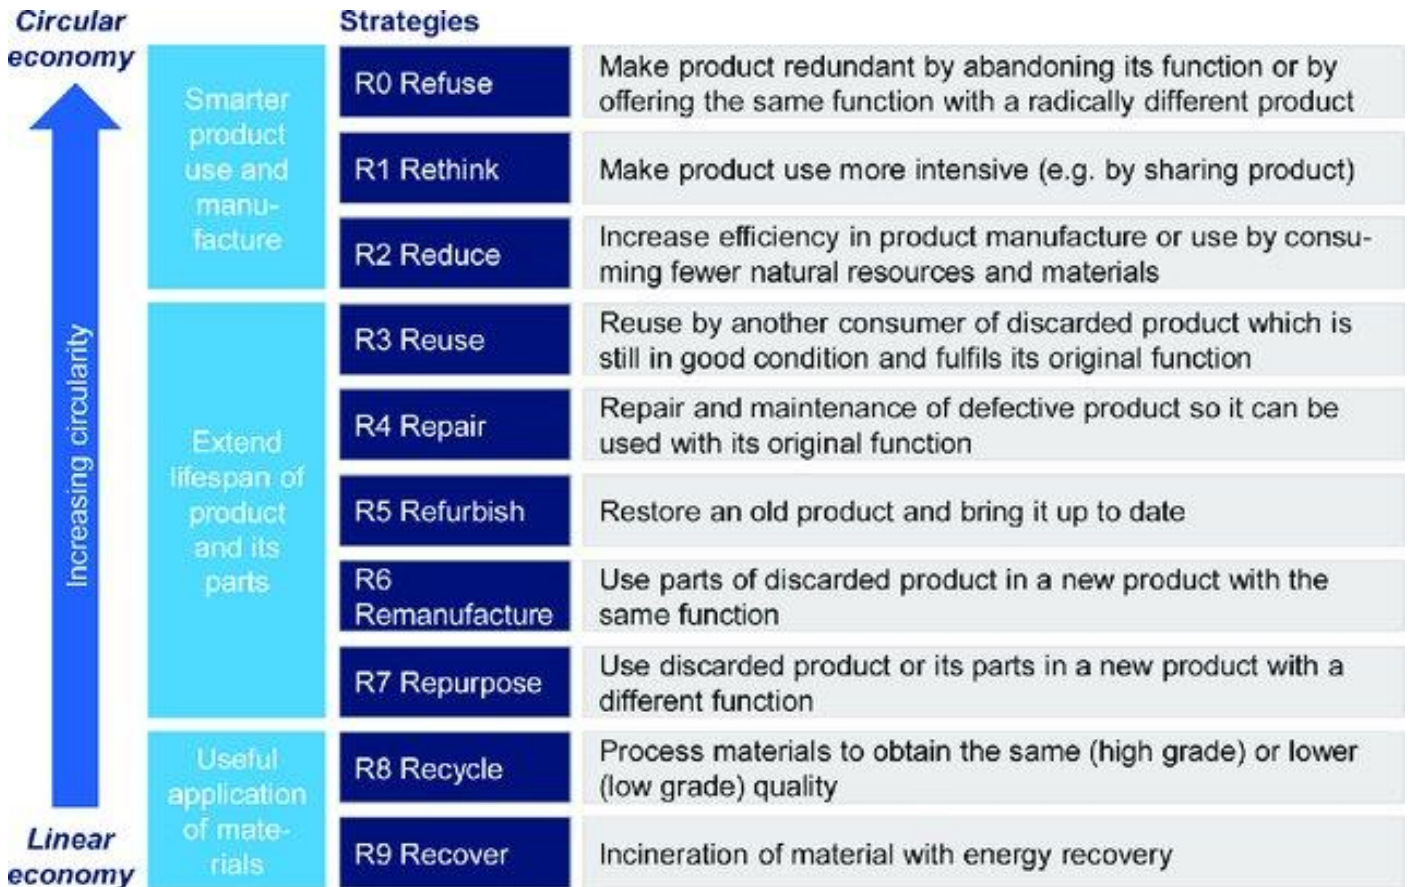 Circular
economy
Strategies
Increasing circularity
Linear
economy
Smarter
product
use and
manu-
facture
R0 Refuse
Make product redundant by abandoning its function or by
offering the same function with a radically different product
R1 Rethink
Make product use more intensive (e.g. by sharing product)
R2 Reduce
Increase efficiency in product manufacture or use by consu-
ming fewer natural resources and materials
Extend
lifespan of
product
and its
parts
R3 Reuse
Reuse by another consumer of discarded product which is
still in good condition and fulfils its original function
R4 Repair
Repair and maintenance of defective product so it can be
used with its original function
R5 Refurbish
Restore an old product and bring it up to date
R6
Remanufacture
Use parts of discarded product in a new product with the
same function
R7 Repurpose
Use discarded product or its parts in a new product with a
different function
Useful
application
of mate-
rials
R8 Recycle
Process materials to obtain the same (high grade) or lower
(low grade) quality
R9 Recover
Incineration of material with energy recovery